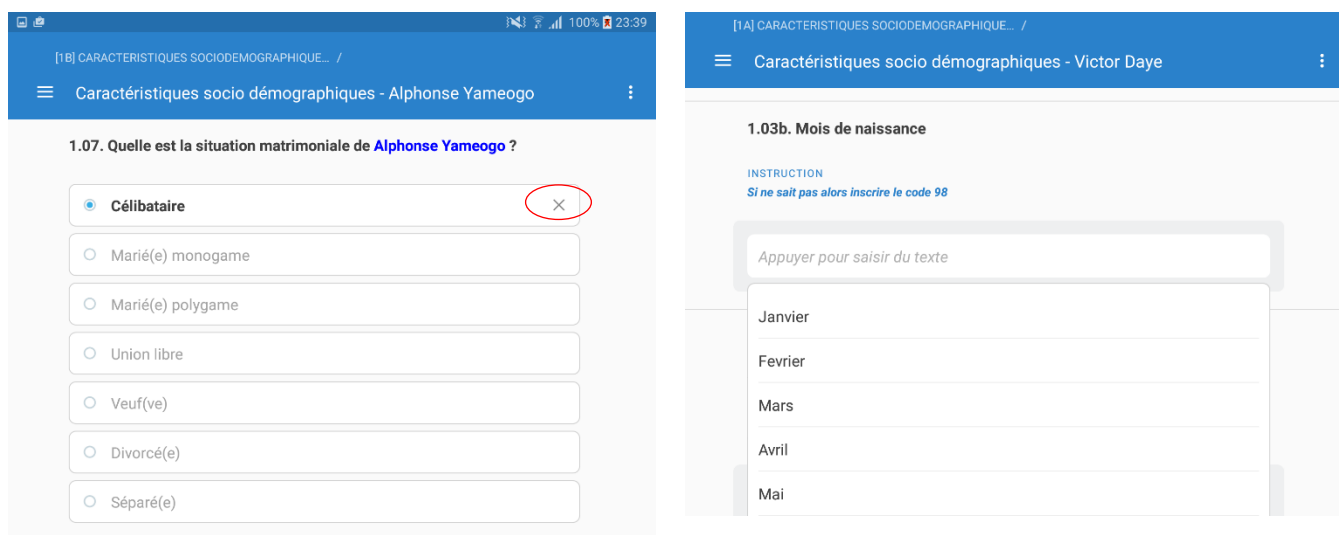 100% 23:39
[1B] CARACTERISTIQUES SOCIODEMOGRAPHIQUE... /
Caractéristiques socio démographiques - Alphonse Yameogo
1.07. Quelle est la situation matrimoniale de Alphonse Yameogo ?
Célibataire
Marié(e) monogame
Marié(e) polygame
Union libre
Veuf(ve)
Divorcé(e)
Séparé(e)
[1A] CARACTERISTIQUES SOCIODEMOGRAPHIQUE... /
Caractéristiques socio démographiques - Victor Daye
1.03b. Mois de naissance
INSTRUCTION
Si ne sait pas alors inscrire le code 98
Appuyer pour saisir du texte
Janvier
Fevrier
Mars
Avril
Mai